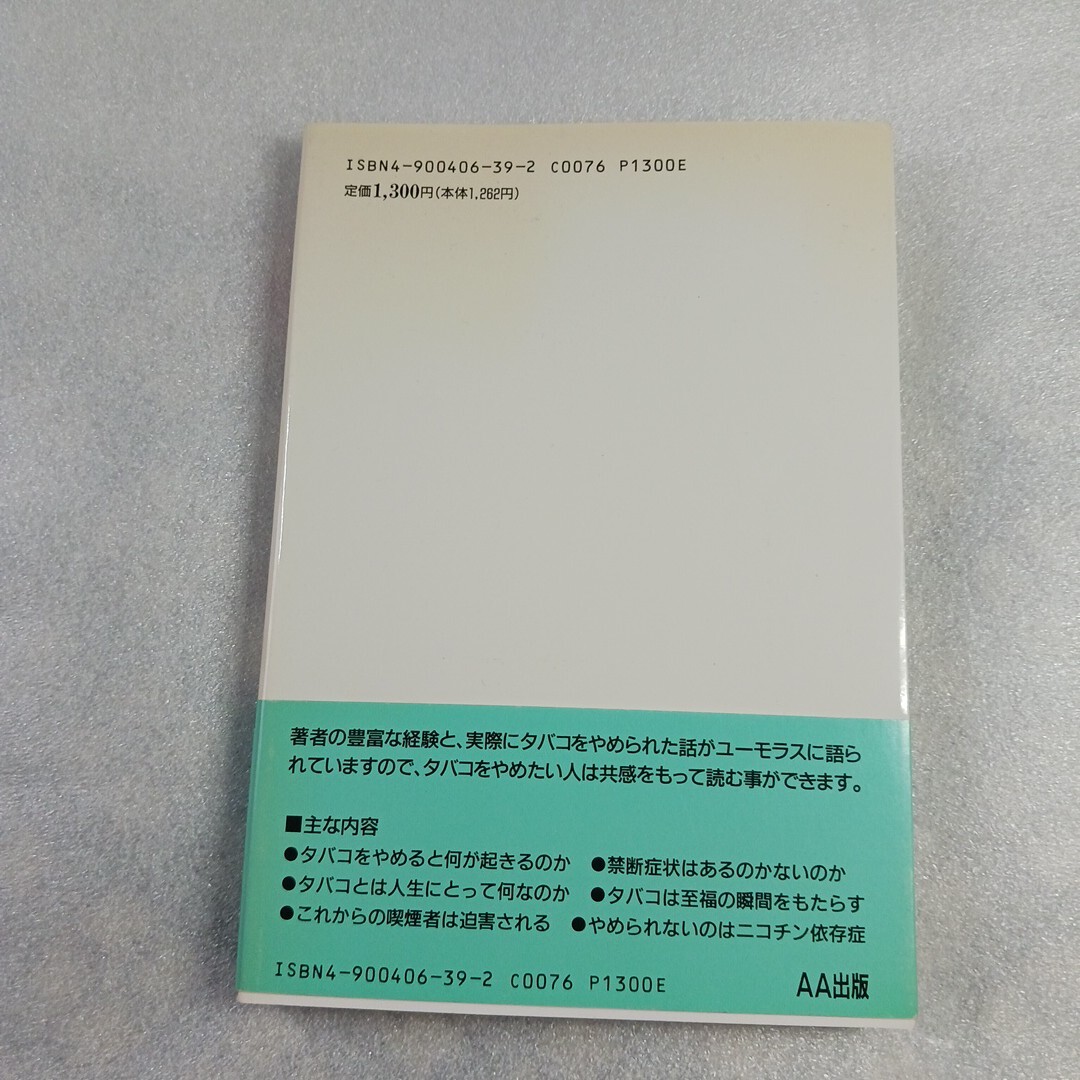 ISBN4-900406-39-2 C0076 P1300E
定価1,300円(本体1,262円)
著者の豊富な経験と、実際にタバコをやめられた話がユーモラスに語ら
れていますので、タバコをやめたい人は共感をもって読む事ができます。
■主な内容
●タバコをやめると何が起きるのか ●禁断症状はあるのかないのか
●タバコとは人生にとって何なのか ●タバコは至福の瞬間をもたらす
●これからの喫煙者は迫害される ●やめられないのはニコチン依存症
ISBN4-900406-39-2 C0076 P1300E AA出版